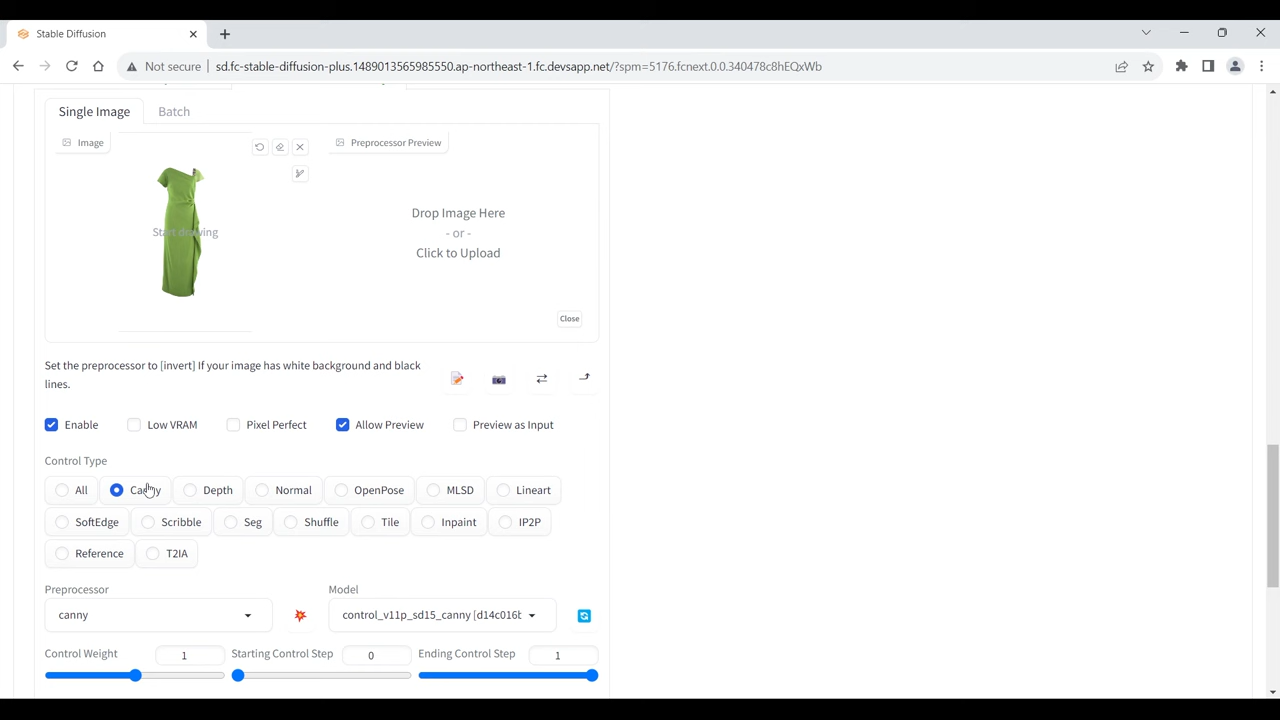 Stable Diffusion
Not secure sd.fc-stable-diffusion-plus.1489013565985550.ap-northeast-1.fc.devsapp.net/?spm=5176.fcnext.0.0.340478c8hEQxWb
Single Image Batch
Image Preprocessor Preview
Start drawing
Drop Image Here
- or -
Click to Upload
Close
Set the preprocessor to [invert] If your image has white background and black
lines.
Enable Low VRAM Pixel Perfect Allow Preview Preview as Input
Control Type
All Canny Depth Normal OpenPose MLSD Lineart
SoftEdge Scribble Seg Shuffle Tile Inpaint IP2P
Reference T2IA
Preprocessor Model
canny control_v11p_sd15_canny [d14c016b
Control Weight 1 Starting Control Step 0 Ending Control Step 1